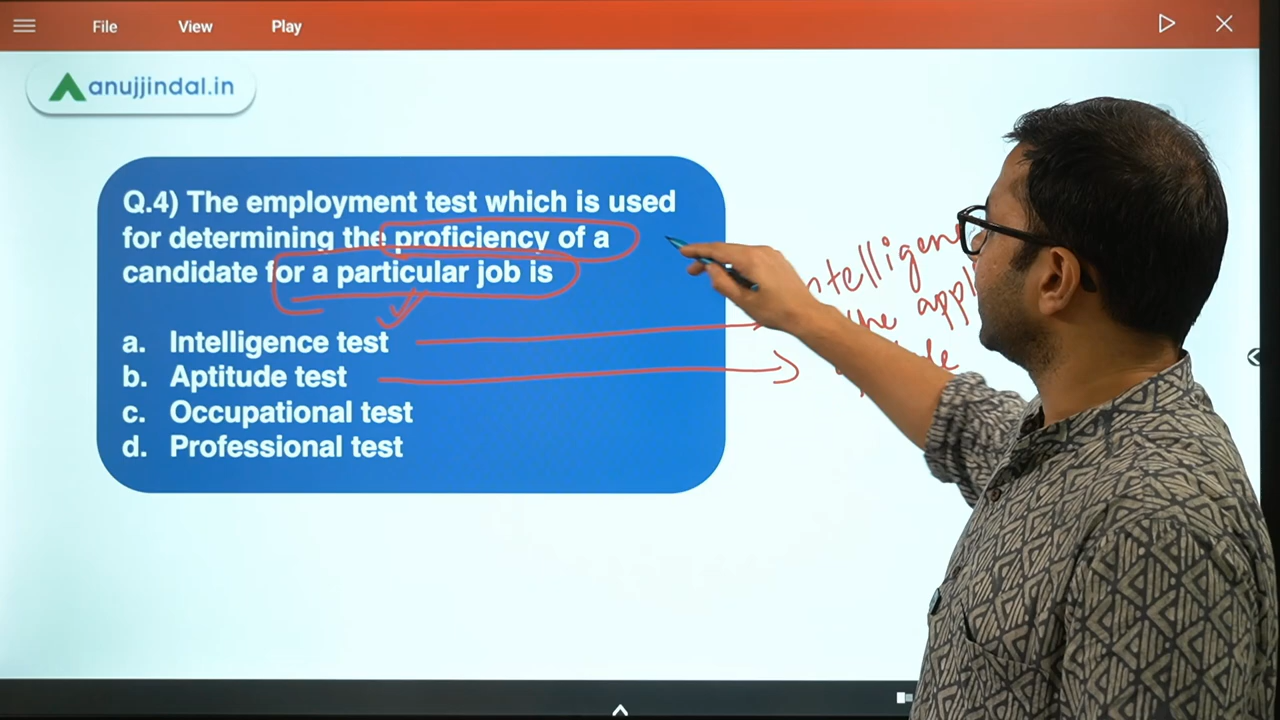 File View Play
anujjindal.in
Q.4) The employment test which is used
for determining the proficiency of a
candidate for a particular job is
a. Intelligence test
b. Aptitude test
c. Occupational test
d. Professional test
the appl